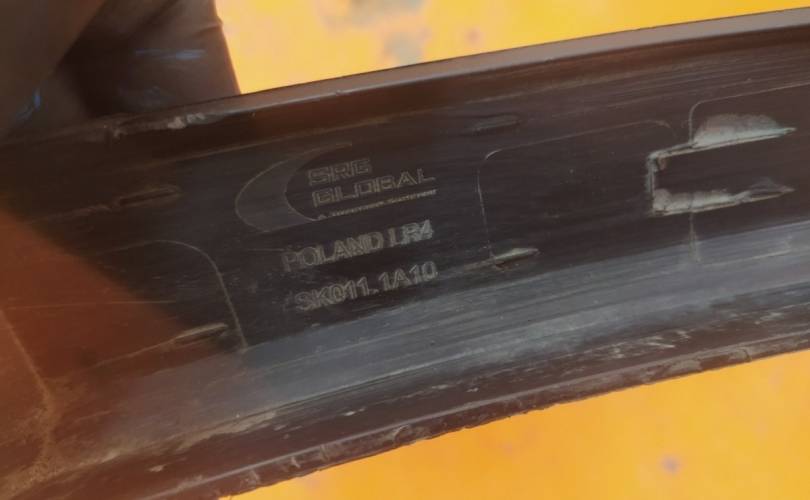 SRG
GLOBAL
POLAND LR4
SK011.1A10